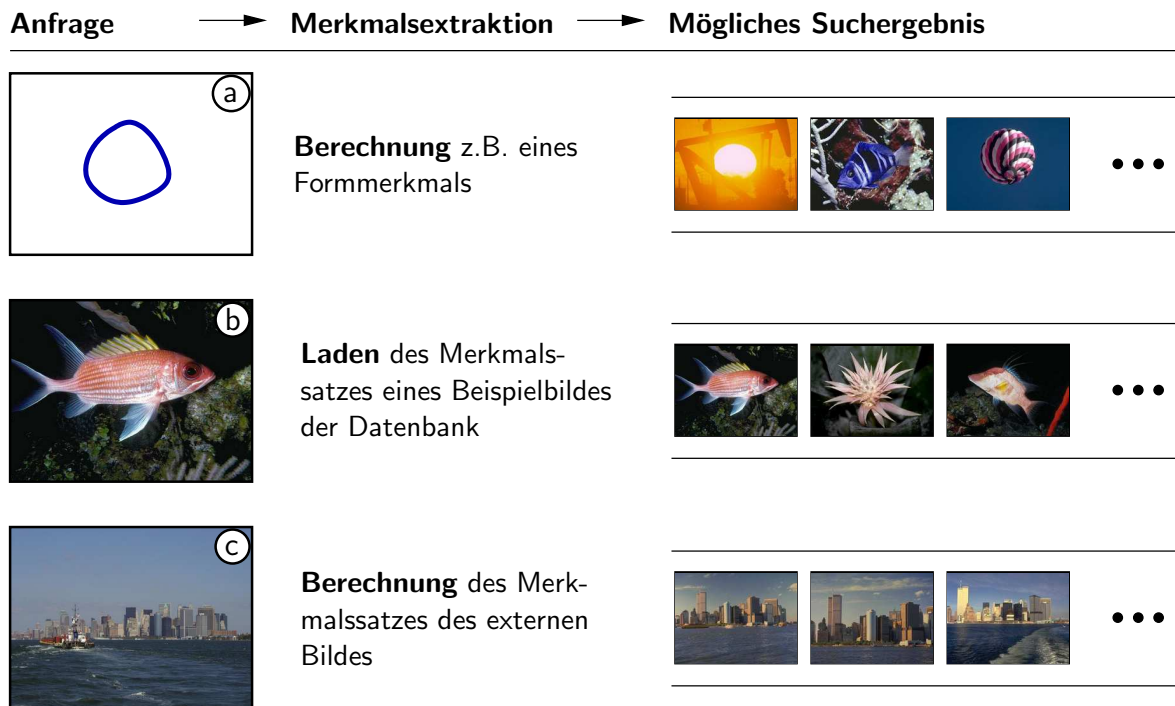 Anfrage → Merkmalsextraktion → Mögliches Suchergebnis
a
Berechnung z.B. eines
Formmerkmals
•••
b
Laden des Merkmals-
satzes eines Beispielbildes
der Datenbank
•••
c
Berechnung des Merk-
malssatzes des externen
Bildes
•••